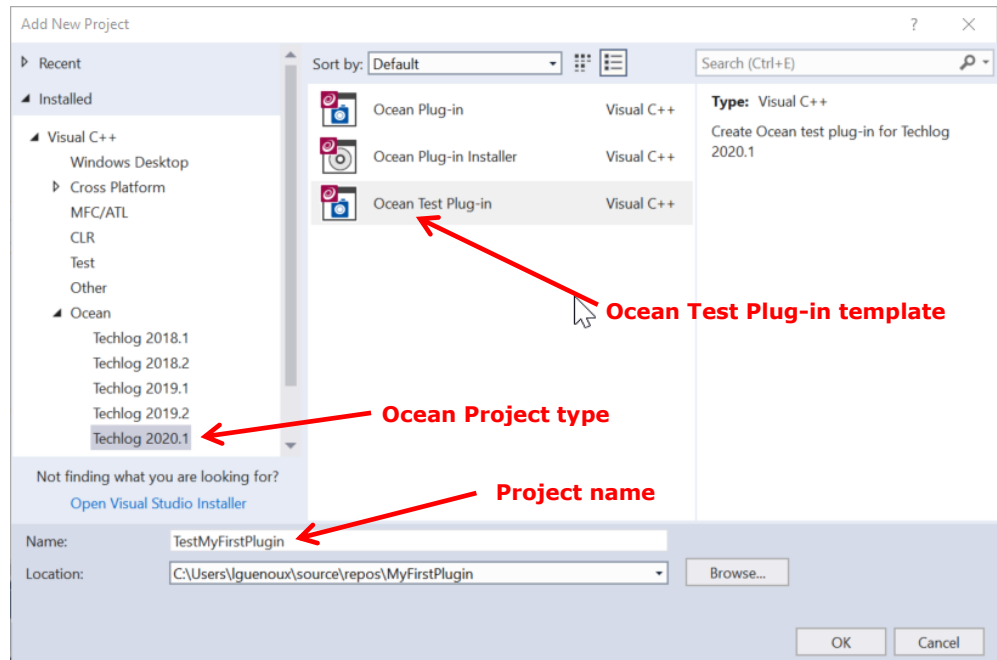 Add New Project
?
Recent
Installed
Visual C++
Windows Desktop
Cross Platform
MFC/ATL
CLR
Test
Other
Ocean
Techlog 2018.1
Techlog 2018.2
Techlog 2019.1
Techlog 2019.2
Techlog 2020.1
Not finding what you are looking for?
Open Visual Studio Installer
Sort by: Default
Ocean Plug-in Visual C++
Ocean Plug-in Installer Visual C++
Ocean Test Plug-in Visual C++
Search (Ctrl+E)
Type: Visual C++
Create Ocean test plug-in for Techlog
2020.1
Ocean Test Plug-in template
Ocean Project type
Project name
Name: TestMyFirstPlugin
Location: C:\Users\lguenoux\source\repos\MyFirstPlugin
Browse...
OK Cancel